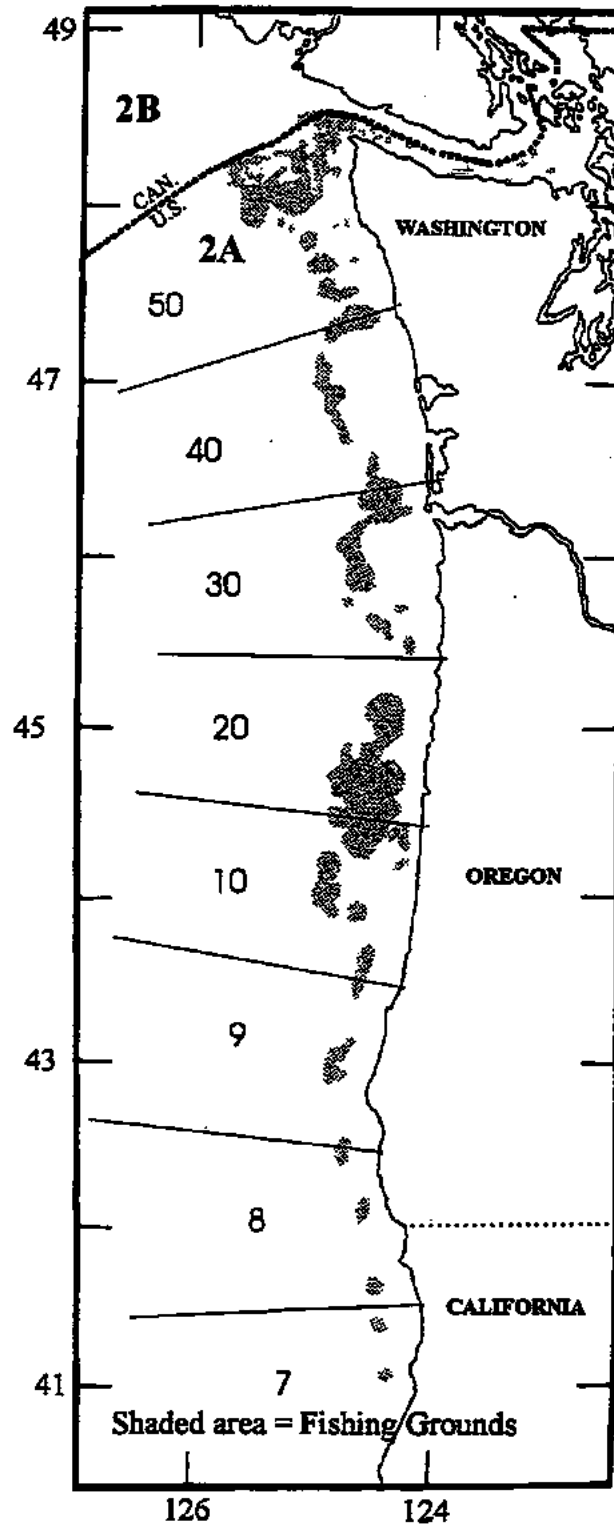 49
2B
CAN.
U.S.
WASHINGTON
2A
50
47
40
30
45
20
10
OREGON
43
9
8
CALIFORNIA
41
7
Shaded area = Fishing Grounds
126
124